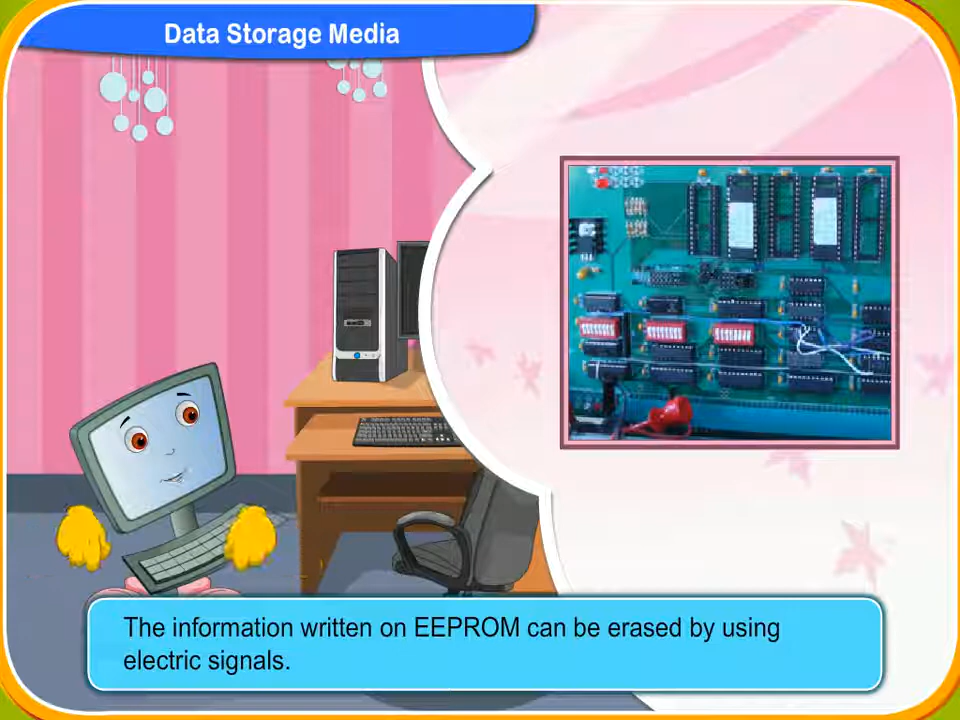 Data Storage Media
The information written on EEPROM can be erased by using
electric signals.